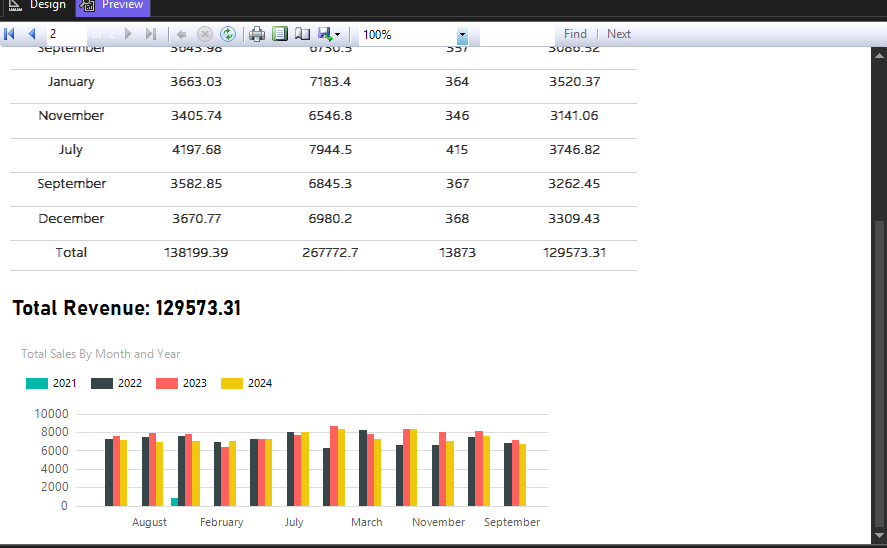 Design Preview
2 of 2 100% Find | Next
September 3643.98 6730.5 357 3086.52
January 3663.03 7183.4 364 3520.37
November 3405.74 6546.8 346 3141.06
July 4197.68 7944.5 415 3746.82
September 3582.85 6845.3 367 3262.45
December 3670.77 6980.2 368 3309.43
Total 138199.39 267772.7 13873 129573.31
Total Revenue: 129573.31
Total Sales By Month and Year
2021 2022 2023 2024
10000
8000
6000
4000
2000
0
August February July March November September